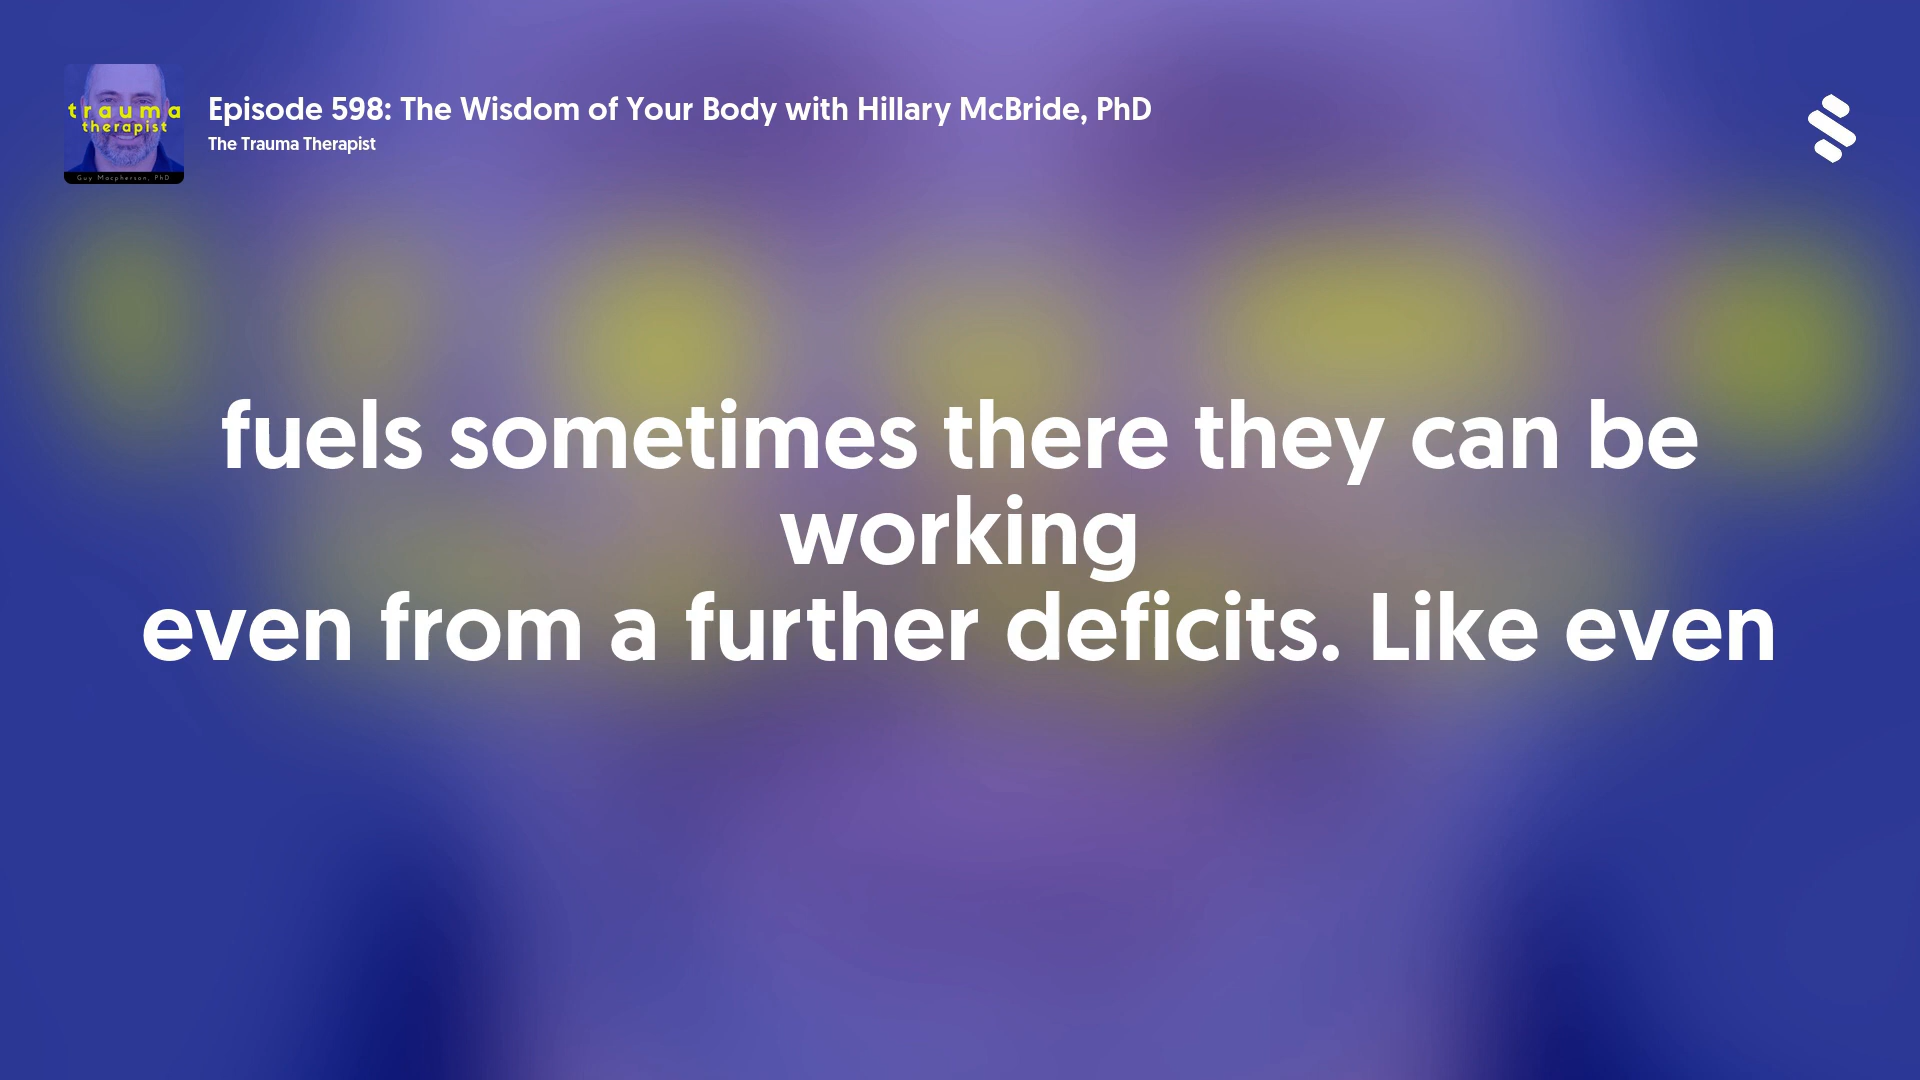 trauma
therapist
Guy Macpherson, PhD
Episode 598: The Wisdom of Your Body with Hillary McBride, PhD
The Trauma Therapist
fuels sometimes there they can be
working
even from a further deficits. Like even